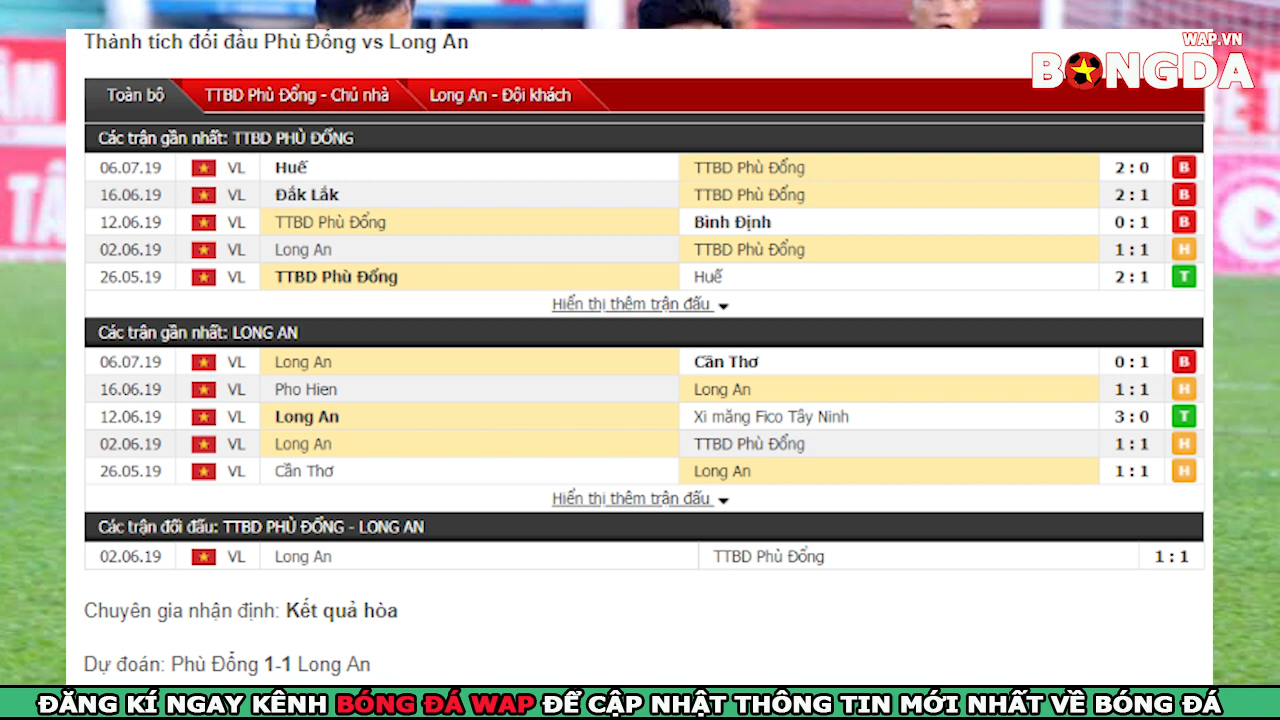 WAP.VN
BONGDA
Thành tích đối đầu Phù Đổng vs Long An
Toàn bộ TTBD Phù Đổng - Chủ nhà Long An - Đội khách
Các trận gần nhất: TTBD PHÙ ĐỔNG
06.07.19 VL Huế TTBD Phù Đổng 2 : 0 B
16.06.19 VL Đắk Lắk TTBD Phù Đổng 2 : 1 B
12.06.19 VL TTBD Phù Đổng Bình Định 0 : 1 B
02.06.19 VL Long An TTBD Phù Đổng 1 : 1 H
26.05.19 VL TTBD Phù Đổng Huế 2 : 1 T
Hiển thị thêm trận đấu
Các trận gần nhất: LONG AN
06.07.19 VL Long An Cần Thơ 0 : 1 B
16.06.19 VL Pho Hien Long An 1 : 1 H
12.06.19 VL Long An Xi măng Fico Tây Ninh 3 : 0 T
02.06.19 VL Long An TTBD Phù Đổng 1 : 1 H
26.05.19 VL Cần Thơ Long An 1 : 1 H
Hiển thị thêm trận đấu
Các trận đối đấu: TTBD PHÙ ĐỔNG - LONG AN
02.06.19 VL Long An TTBD Phù Đổng 1 : 1
Chuyên gia nhận định: Kết quả hòa
Dự đoán: Phù Đổng 1-1 Long An
ĐĂNG KÍ NGAY KÊNH BÓNG ĐÁ WAP ĐỂ CẬP NHẬT THÔNG TIN MỚI NHẤT VỀ BÓNG ĐÁ